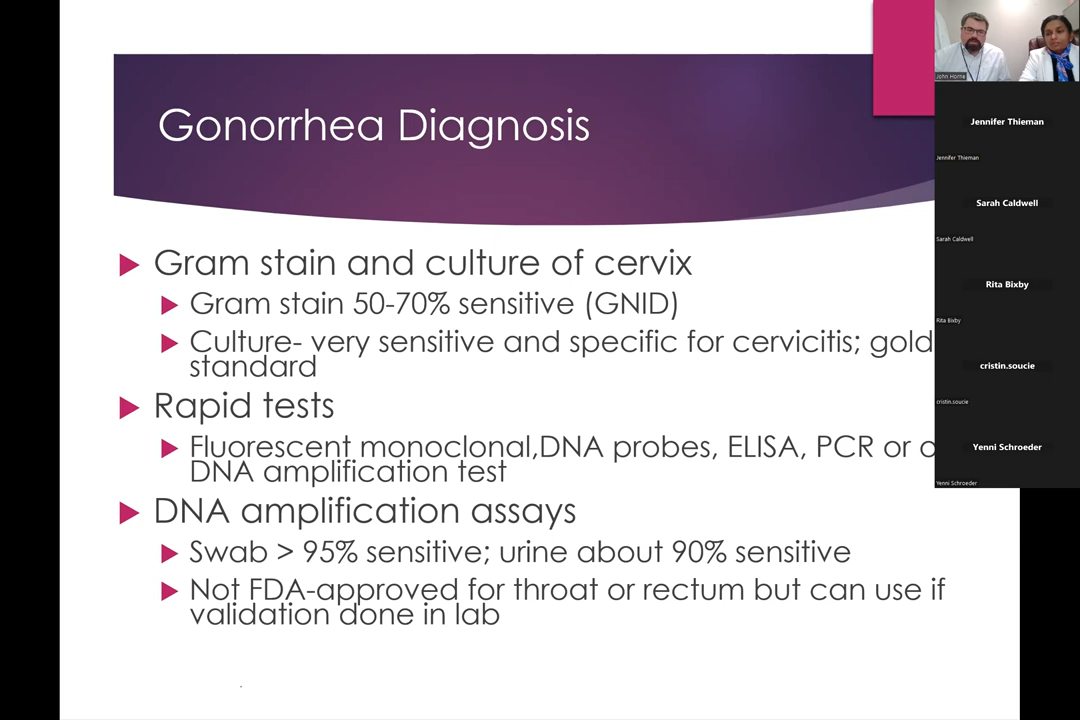 Gonorrhea Diagnosis
Gram stain and culture of cervix
Gram stain 50-70% sensitive (GNID)
Culture- very sensitive and specific for cervicitis; gold
standard
Rapid tests
Fluorescent monoclonal,DNA probes, ELISA, PCR or
DNA amplification test
DNA amplification assays
Swab > 95% sensitive; urine about 90% sensitive
Not FDA-approved for throat or rectum but can use if
validation done in lab
John Horne
Jennifer Thieman
Jennifer Thieman
Sarah Caldwell
Sarah Caldwell
Rita Bixby
Rita Bixby
cristin.soucie
cristin.soucie
Yenni Schroeder
Yenni Schroeder